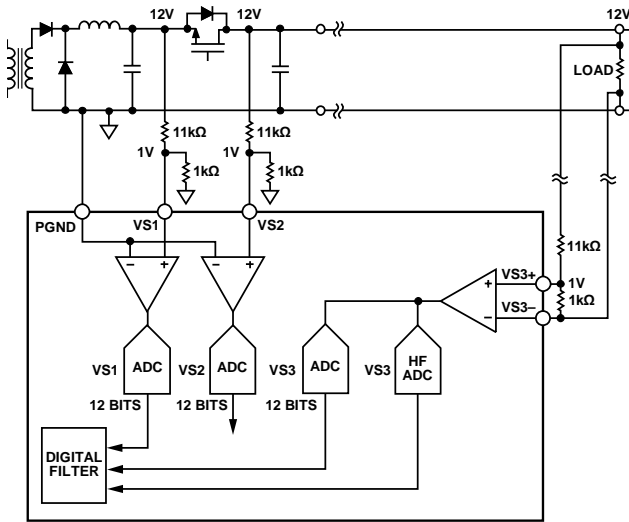 12V
12V
12V
LOAD
11kΩ
11kΩ
1V
1V
1kΩ
1kΩ
PGND
VS1
VS2
11kΩ
VS3+
1V
1kΩ
VS3–
VS1
ADC
VS2
ADC
VS3
ADC
VS3
HF
ADC
12 BITS
12 BITS
12 BITS
DIGITAL
FILTER
−
+
−
+
+
−